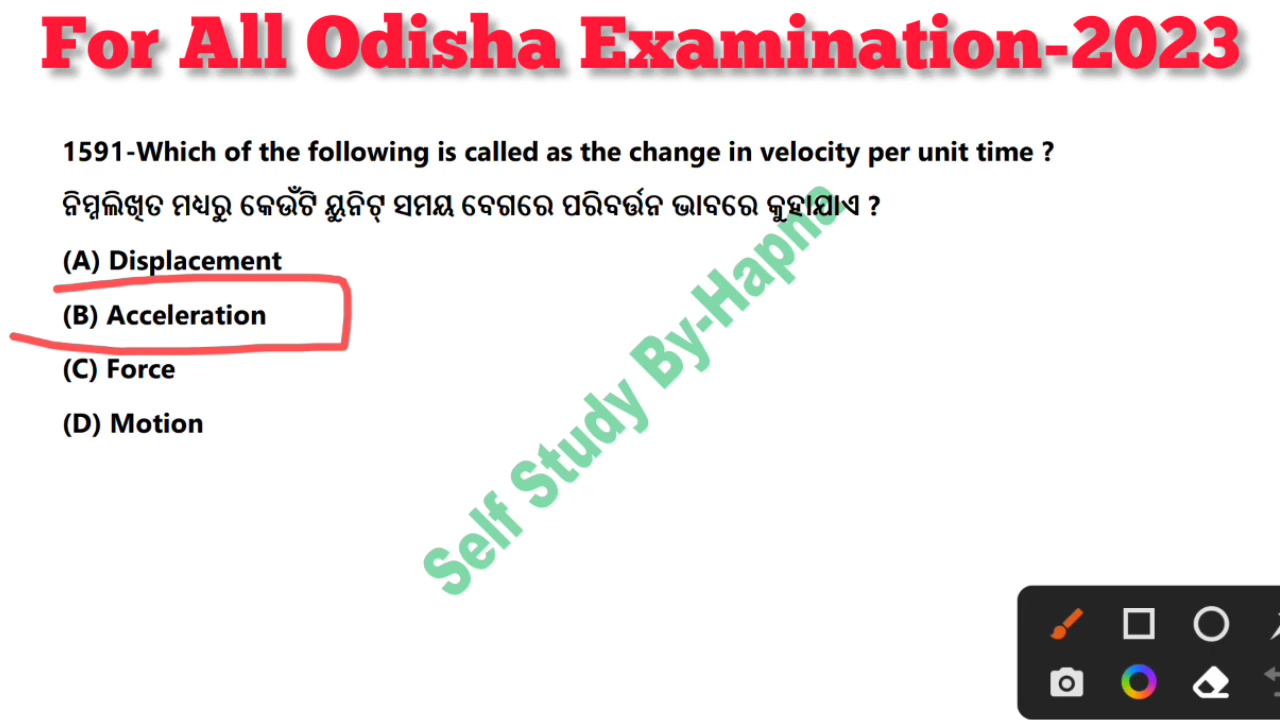 For All Odisha Examination-2023
1591-Which of the following is called as the change in velocity per unit time ?
ନିମ୍ନଲିଖିତ ମଧ୍ୟରୁ କେଉଁଟି ୟୁନିଟ୍ ସମୟ ବେଗରେ ପରିବର୍ତ୍ତନ ଭାବରେ କୁହାଯାଏ ?
(A) Displacement
(B) Acceleration
(C) Force
(D) Motion
Self Study By-Hapna